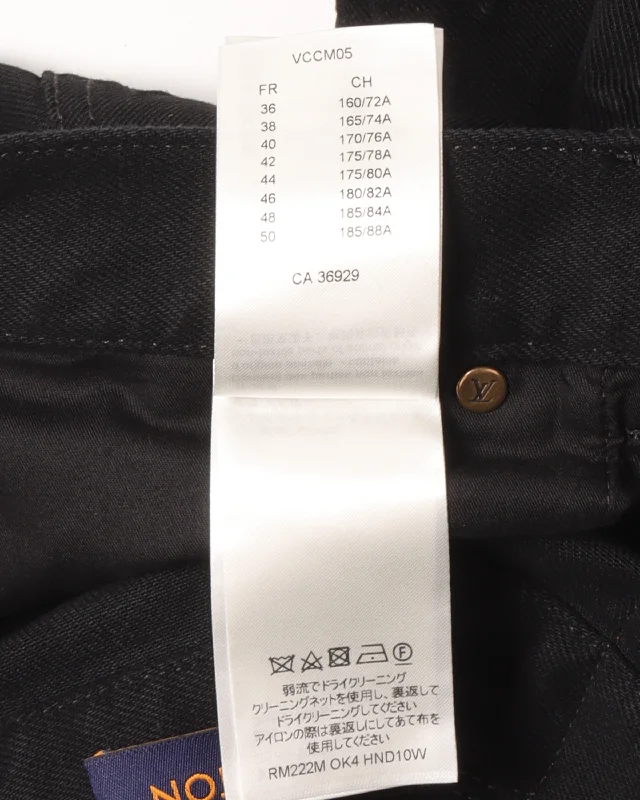 VCCM05
FR CH
36 160/72A
38 165/74A
40 170/76A
42 175/78A
44 175/80A
46 180/82A
48 185/84A
50 185/88A
CA 36929
LV
F
弱流でドライクリーニング
クリーニングネットを使用し、裏返して
ドライクリーニングしてください
アイロンの際は裏返しにしてあて布を
使用してください
RM222M OK4 HND10W
NO